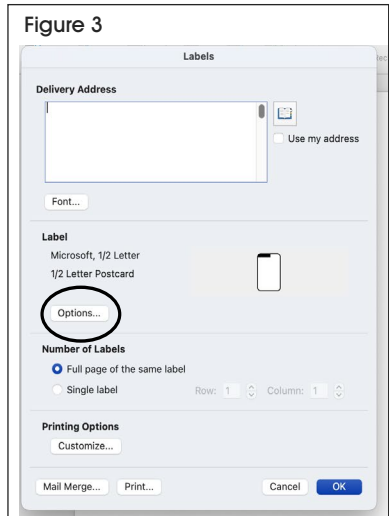 Figure 3
Labels
Delivery Address
Use my address
Font...
Label
Microsoft, 1/2 Letter
1/2 Letter Postcard
Options...
Number of Labels
Full page of the same label
Single label Row: 1 Column: 1
Printing Options
Customize...
Mail Merge... Print... Cancel OK